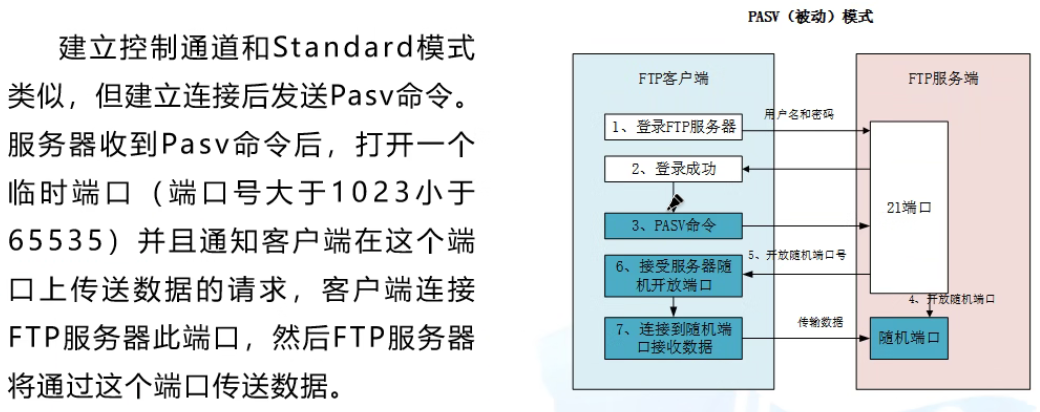 建立控制通道和Standard模式
类似，但建立连接后发送Pasv命令。
服务器收到Pasv命令后，打开一个
临时端口（端口号大于1023小于
65535）并且通知客户端在这个端
口上传送数据的请求，客户端连接
FTP服务器此端口，然后FTP服务器
将通过这个端口传送数据。
PASV（被动）模式
FTP客户端
FTP服务端
用户名和密码
1、登录FTP服务器
2、登录成功
3、PASV命令
21端口
5、开放随机端口号
6、接受服务器随
机开放端口
4、开放随机端口
7、连接到随机端
口接收数据
传输数据
随机端口